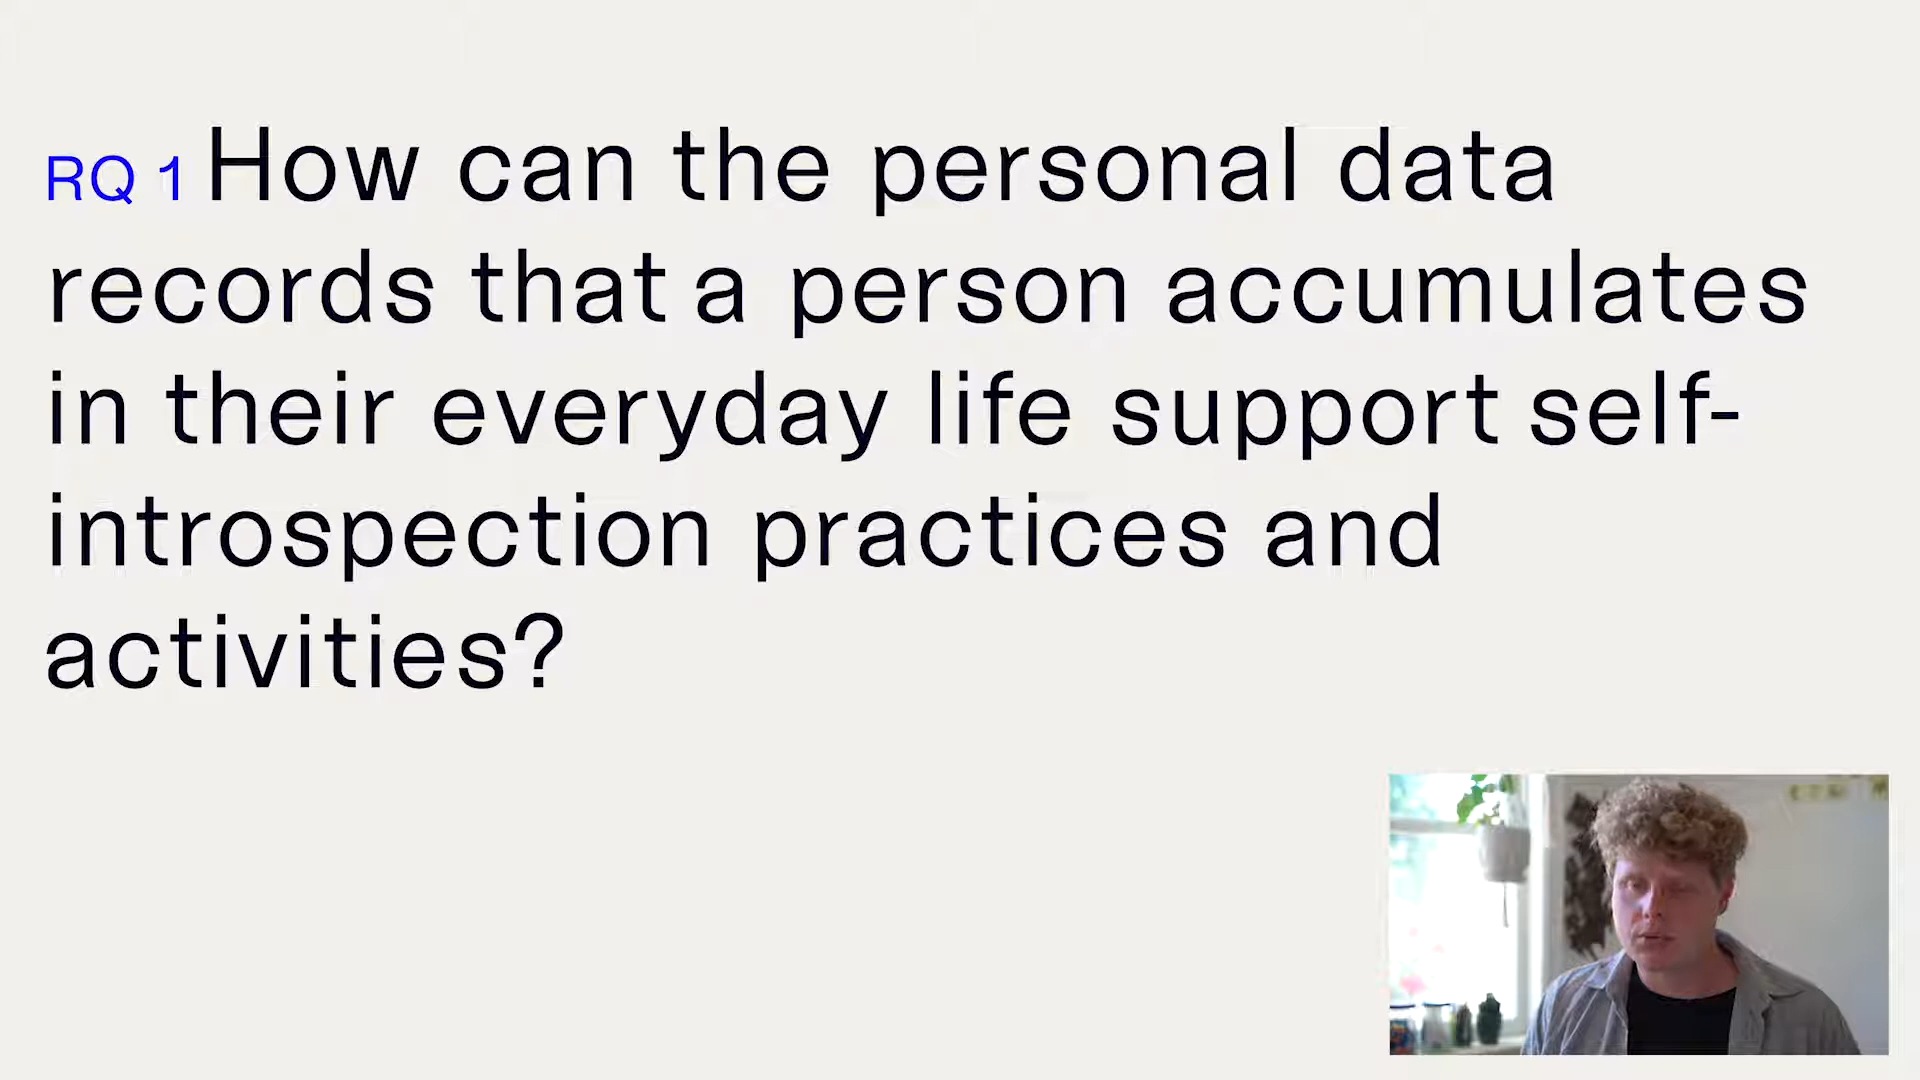 RQ 1 How can the personal data
records that a person accumulates
in their everyday life support self-
introspection practices and
activities?